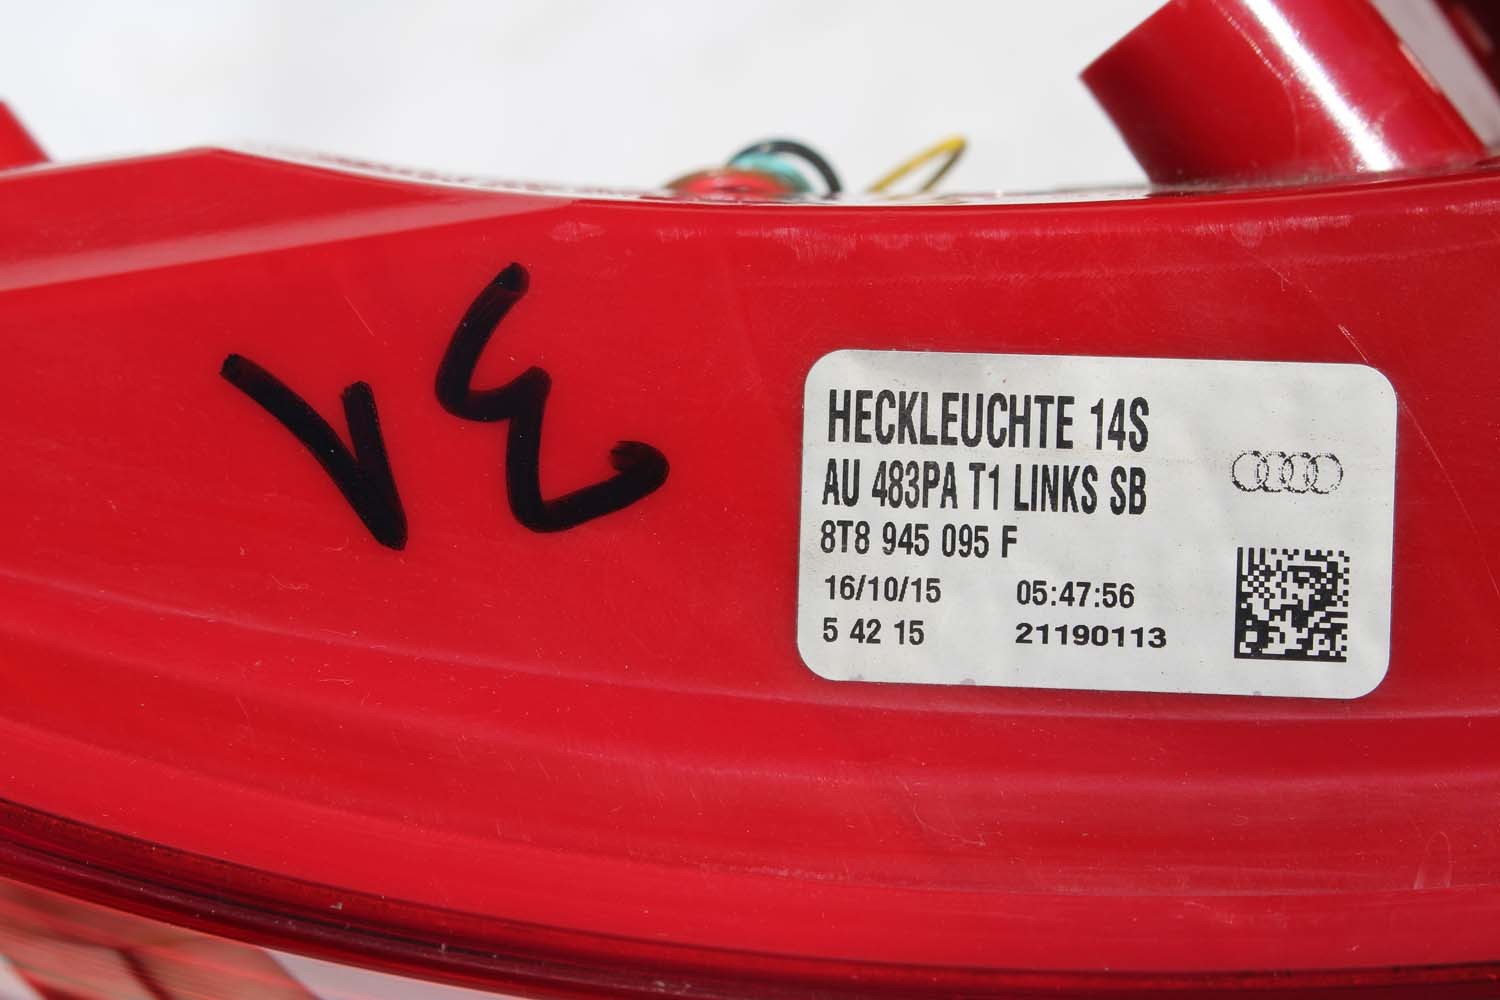 HECKLEUCHTE 14S
AU 483PA T1 LINKS SB
8T8 945 095 F
16/10/15 05:47:56
5 42 15 21190113